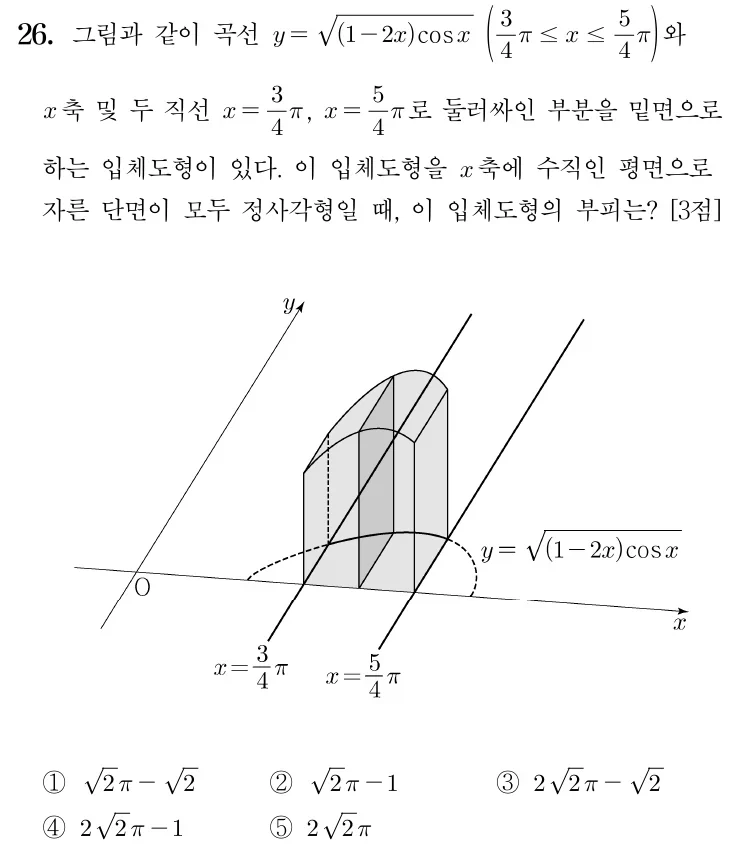 26. 그림과 같이 곡선 y = √((1−2x)cos x) (3/4 π ≤ x ≤ 5/4 π)와
x축 및 두 직선 x = 3/4 π, x = 5/4 π로 둘러싸인 부분을 밑면으로
하는 입체도형이 있다. 이 입체도형을 x축에 수직인 평면으로
자른 단면이 모두 정사각형일 때, 이 입체도형의 부피는? [3점]
y
y = √((1−2x)cos x)
O
x
x = 3/4 π
x = 5/4 π
① √2π − √2 ② √2π − 1 ③ 2√2π − √2
④ 2√2π − 1 ⑤ 2√2π